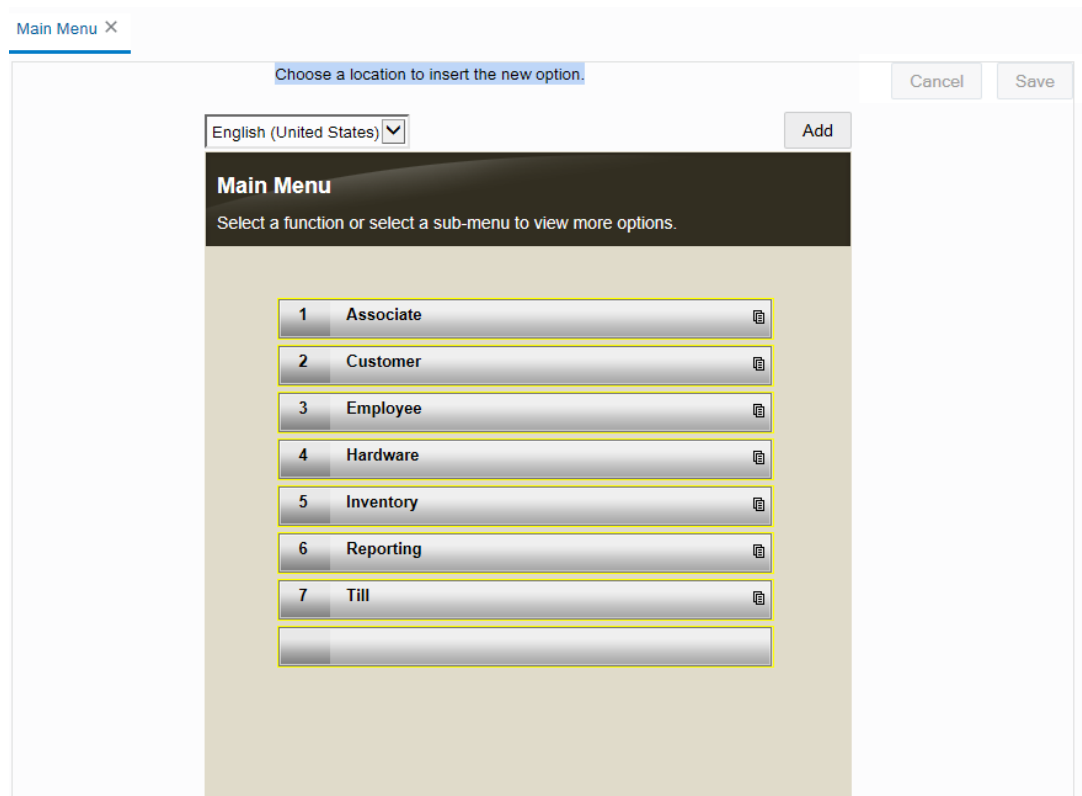 Main Menu
Choose a location to insert the new option.
Cancel Save
English (United States) Add
Main Menu
Select a function or select a sub-menu to view more options.
1 Associate
2 Customer
3 Employee
4 Hardware
5 Inventory
6 Reporting
7 Till